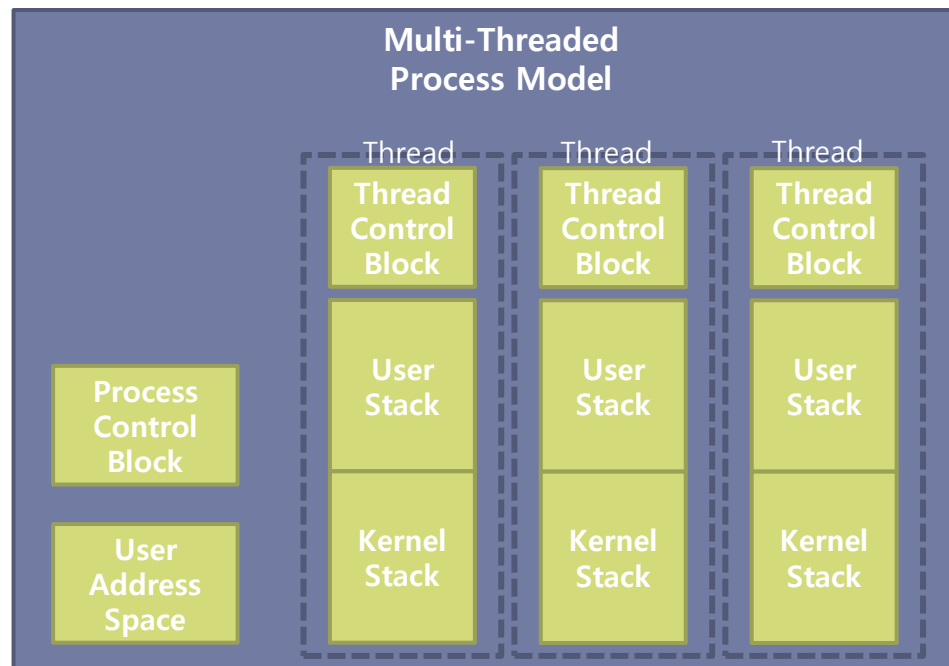 Multi-Threaded
Process Model
Thread
Thread
Control
Block
User
Stack
Kernel
Stack
Thread
Thread
Control
Block
User
Stack
Kernel
Stack
Thread
Thread
Control
Block
User
Stack
Kernel
Stack
Process
Control
Block
User
Address
Space